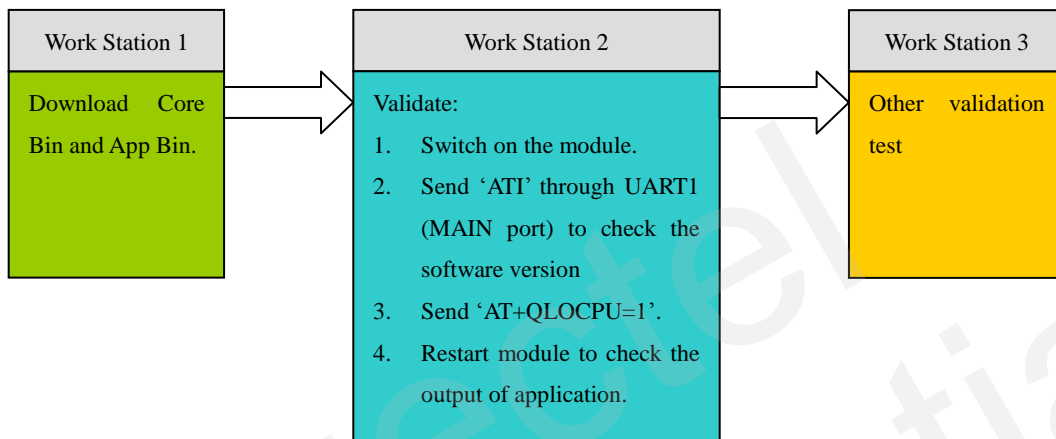 Work Station 1
Download Core
Bin and App Bin.
Work Station 2
Validate:
1. Switch on the module.
2. Send ‘ATI’ through UART1
(MAIN port) to check the
software version
3. Send ‘AT+QLOCPU=1’.
4. Restart module to check the
output of application.
Work Station 3
Other validation
test